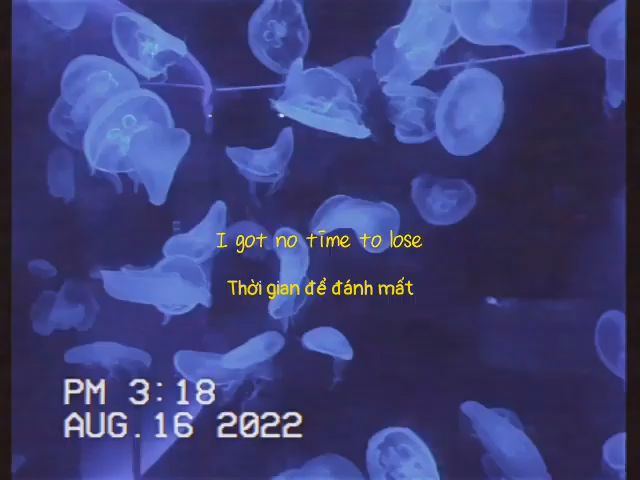 I got no time to lose
Thời gian để đánh mất
PM 3:18
AUG.16 2022